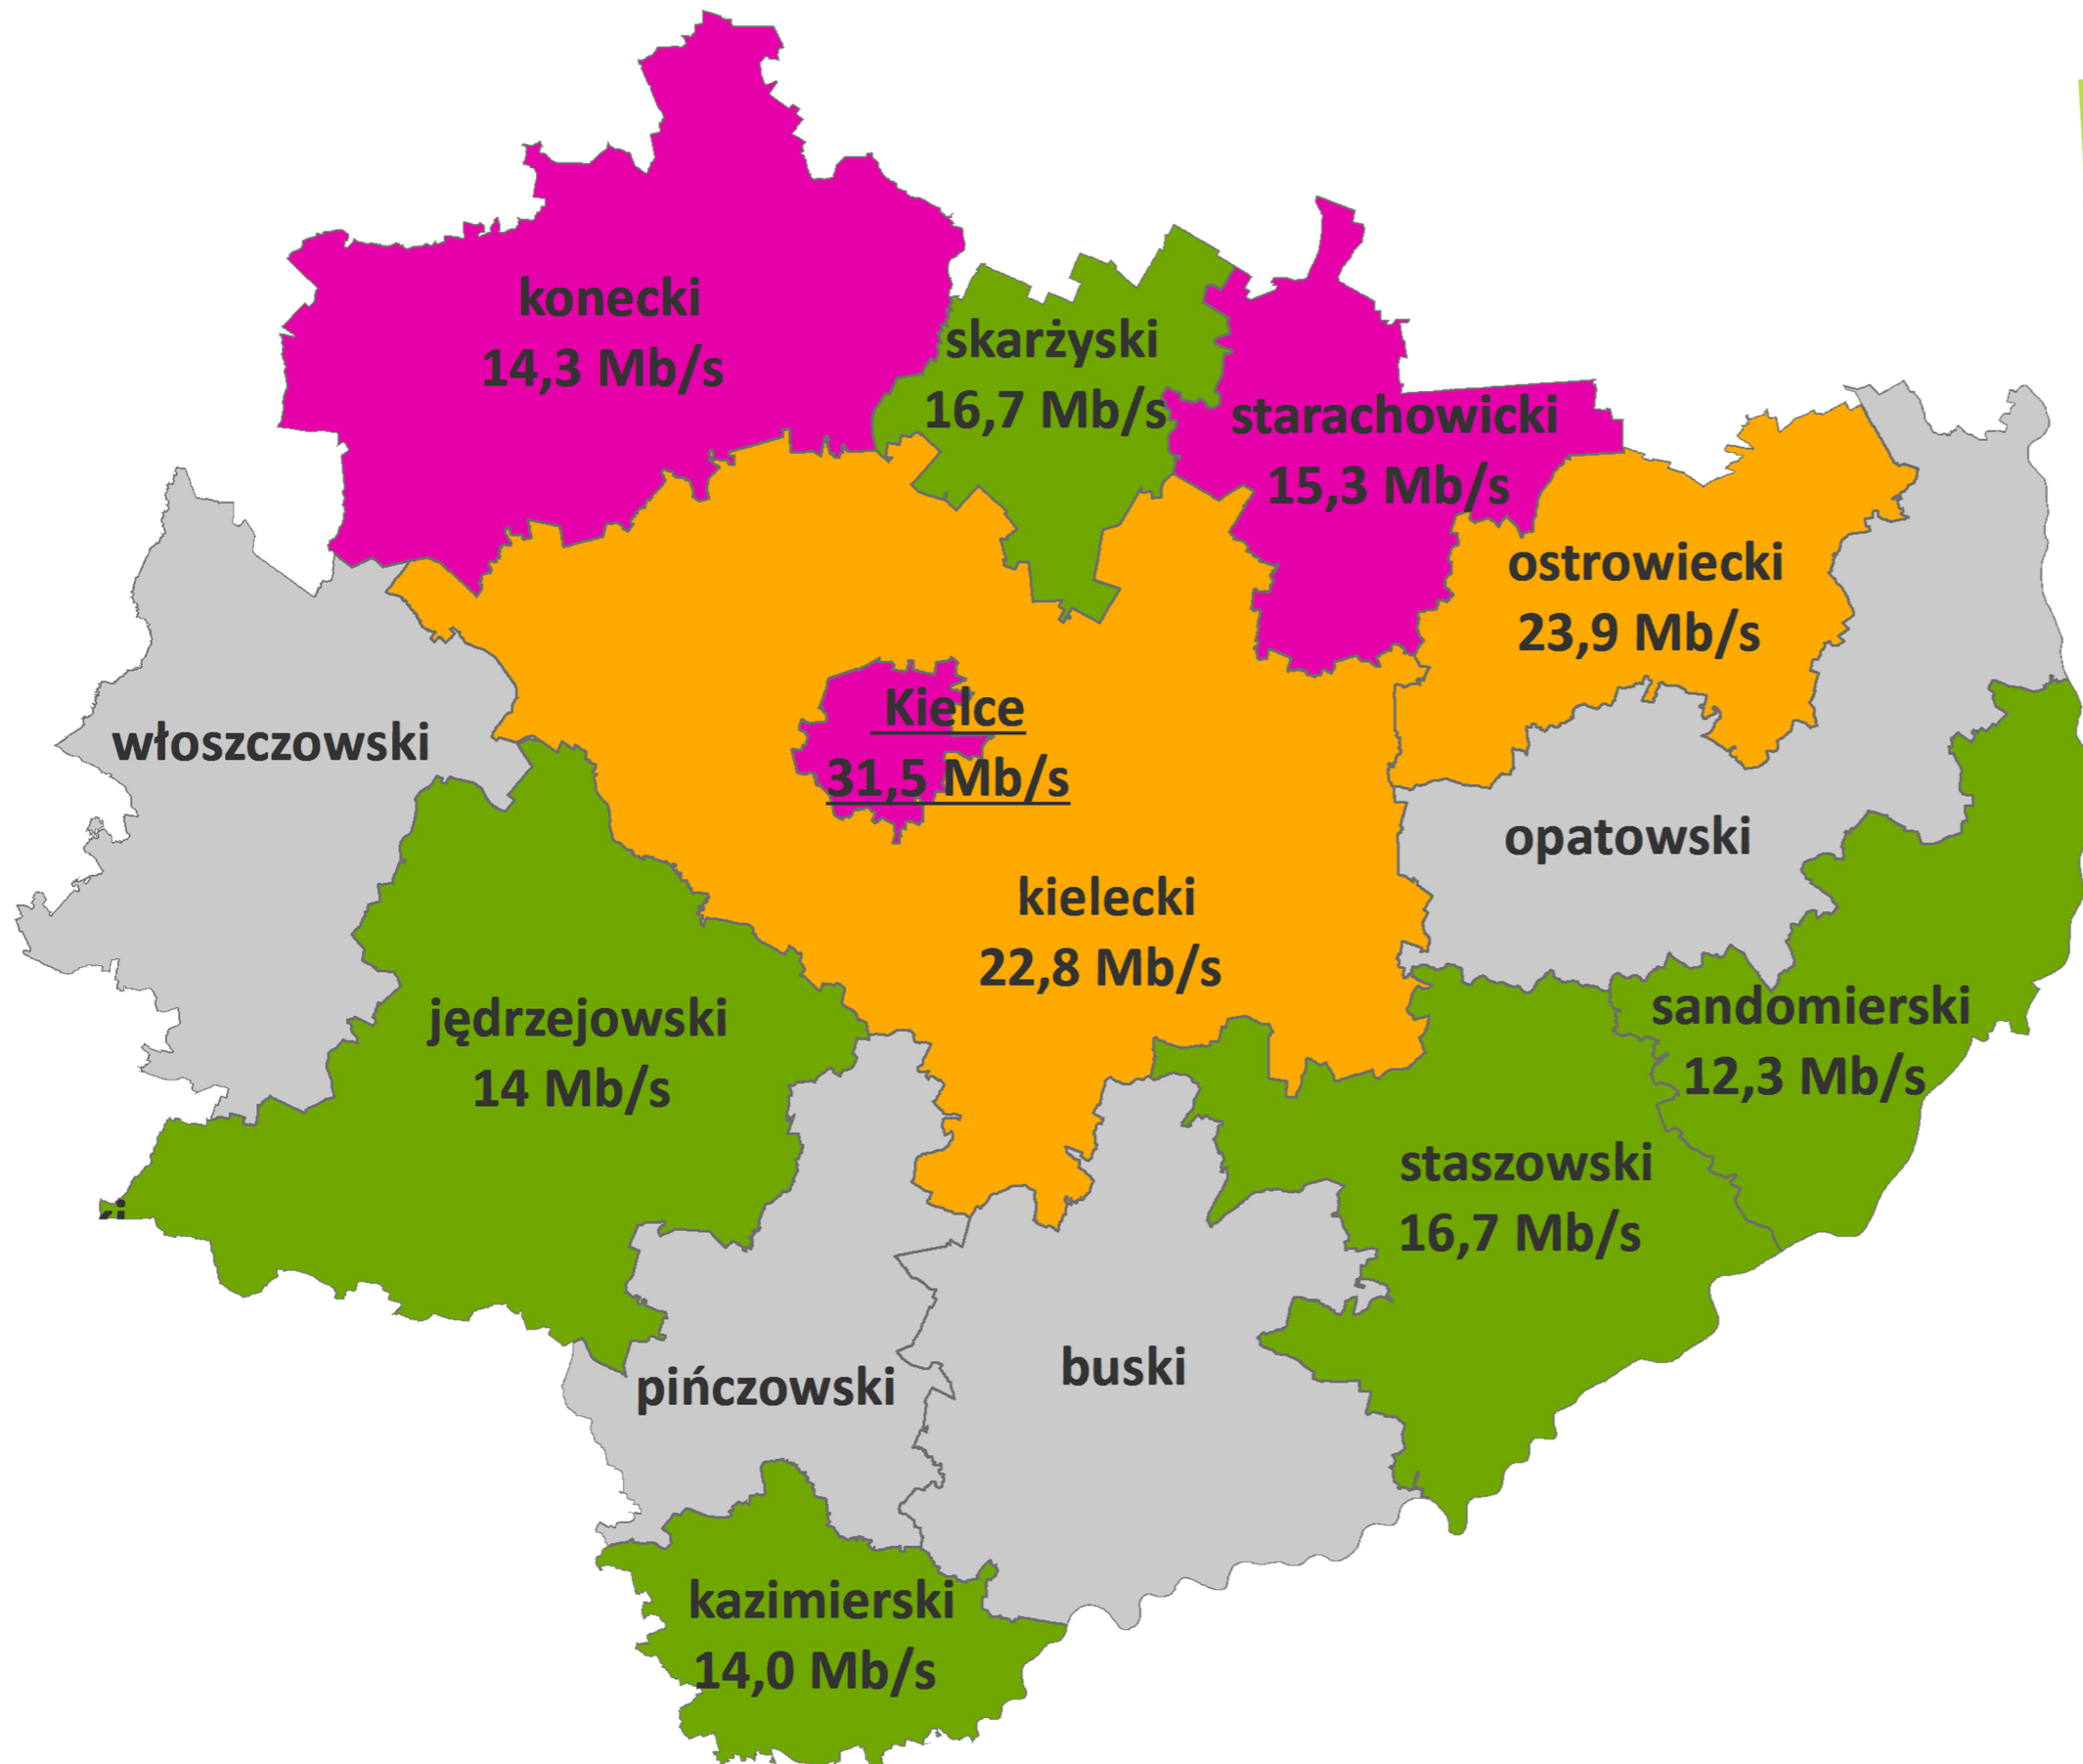 konecki
14,3 Mb/s
skarżyski
16,7 Mb/s
starachowicki
15,3 Mb/s
ostrowiecki
23,9 Mb/s
Kielce
31,5 Mb/s
włoszczowski
opatowski
kielecki
22,8 Mb/s
jędrzejowski
14 Mb/s
sandomierski
12,3 Mb/s
staszowski
16,7 Mb/s
pińczowski
buski
kazimierski
14,0 Mb/s